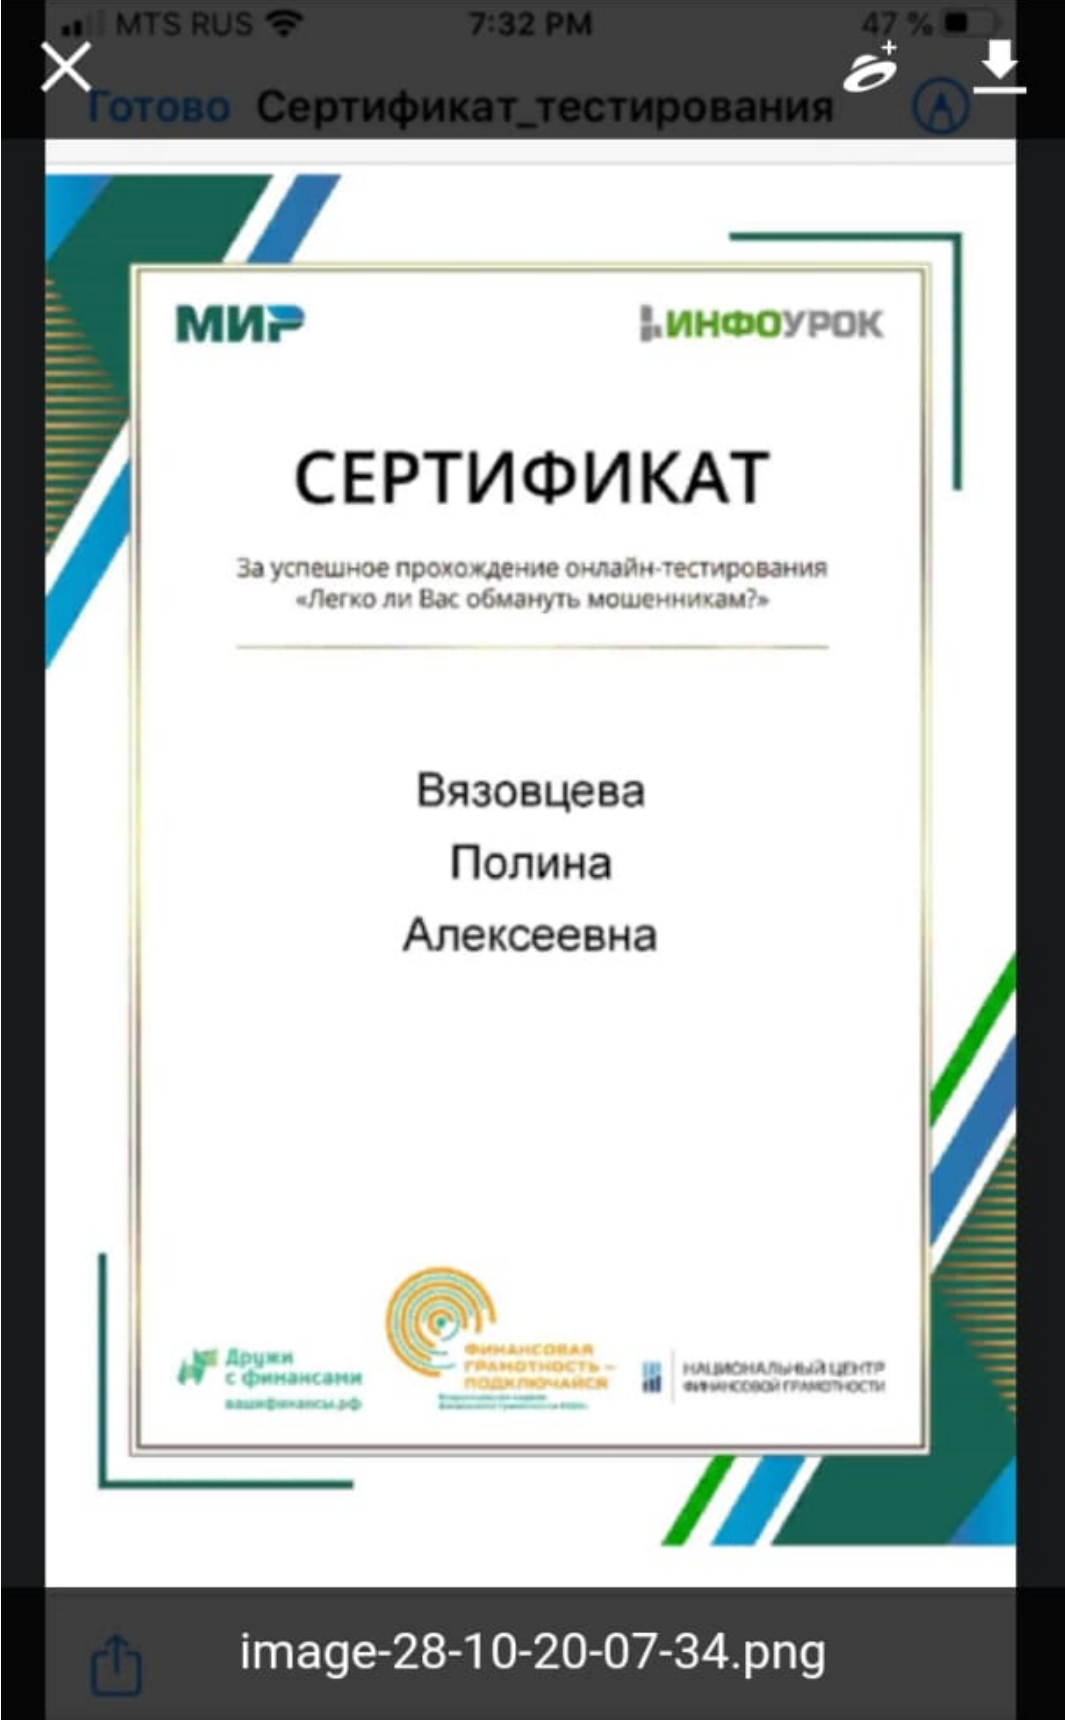 MTS RUS
7:32 PM
47 %
Готово
Сертификат_тестирования
МИР
ИНФОУРОК
СЕРТИФИКАТ
За успешное прохождение онлайн-тестирования
«Легко ли Вас обмануть мошенникам?»
Вязовцева
Полина
Алексеевна
Дружи
с финансами
вашифинансы.рф
ФИНАНСОВАЯ
ГРАМОТНОСТЬ –
ПОДКЛЮЧАЙСЯ
НАЦИОНАЛЬНЫЙ ЦЕНТР
ФИНАНСОВОЙ ГРАМОТНОСТИ
image-28-10-20-07-34.png